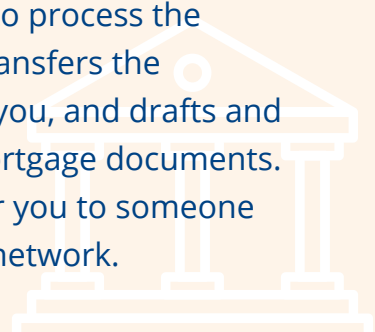 o process the
ansfers the
you, and drafts and
rtgage documents.
r you to someone
network.